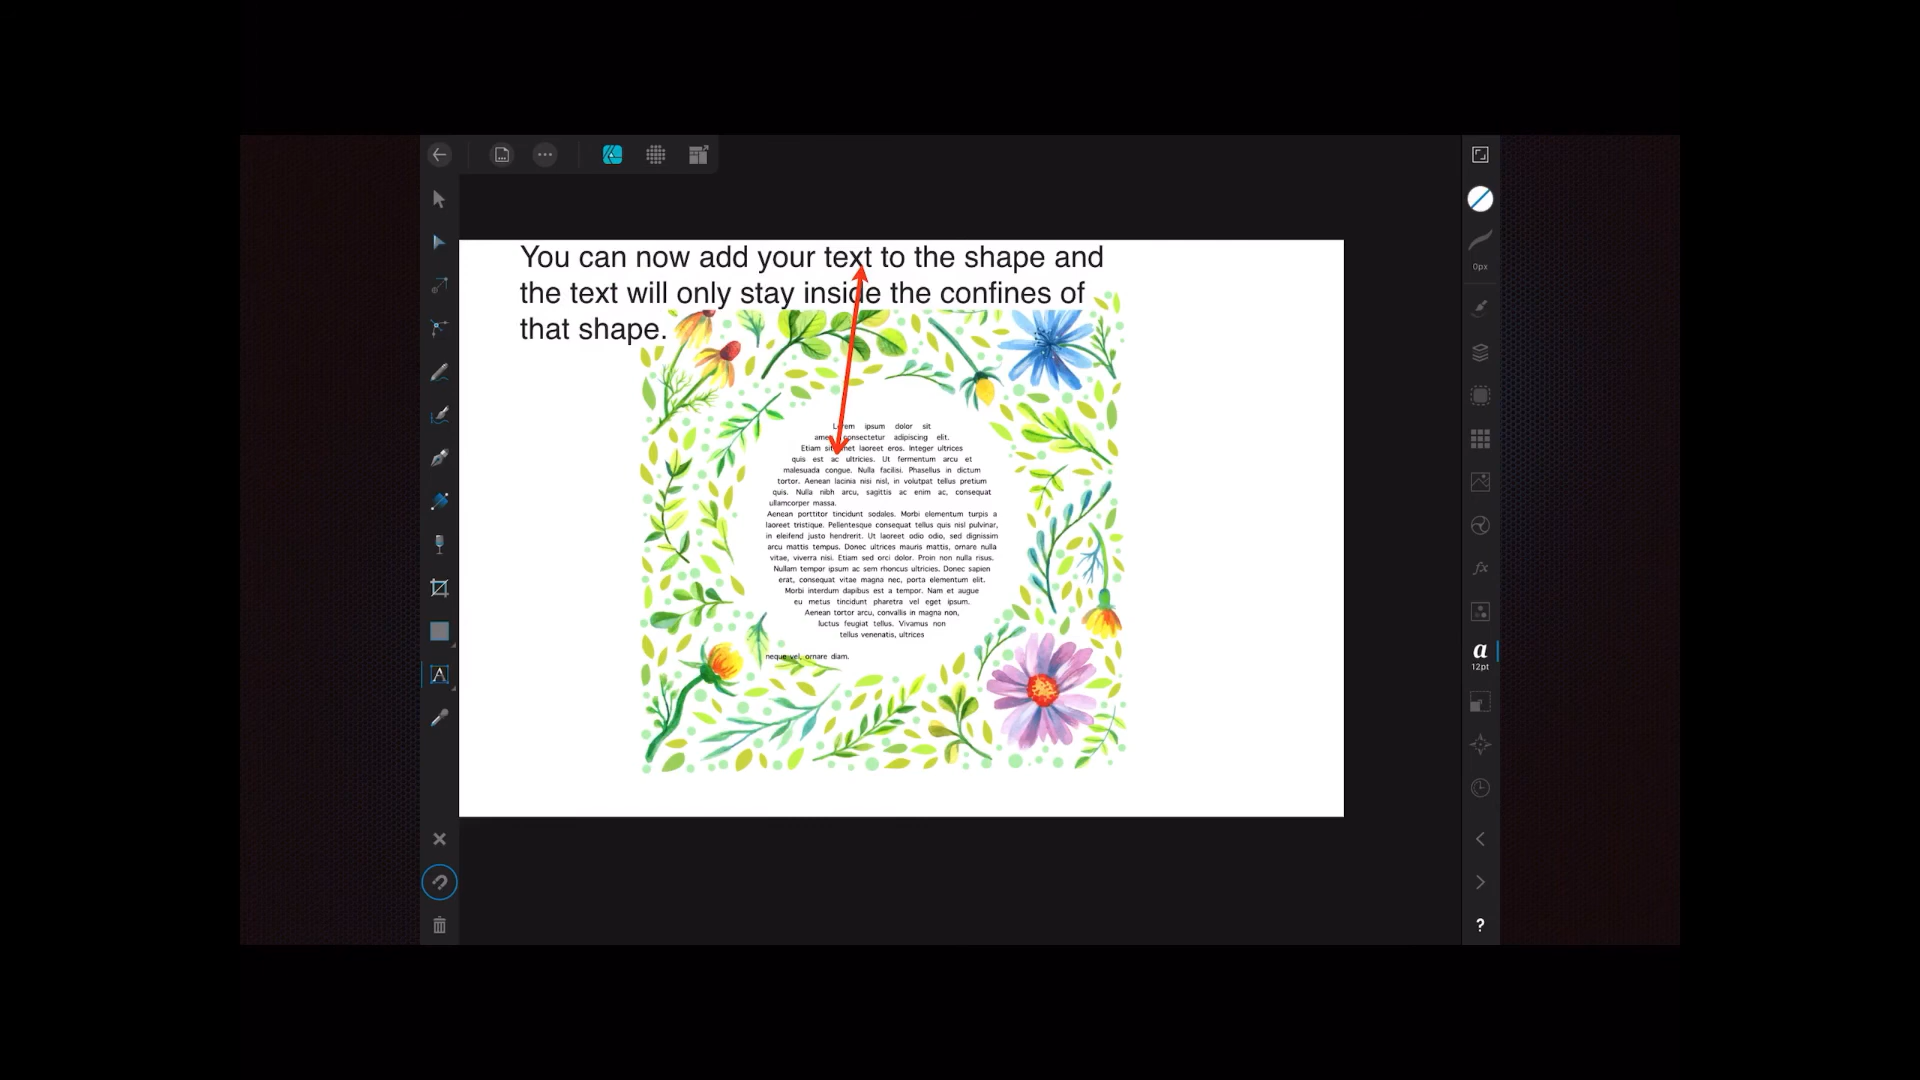 You can now add your text to the shape and
the text will only stay inside the confines of
that shape.
0px
Lorem ipsum dolor sit
amet, consectetur adipiscing elit.
Etiam sit amet laoreet eros. Integer ultrices
quis est ac ultricies. Ut fermentum arcu et
malesuada congue. Nulla facilisi. Phasellus in dictum
tortor. Aenean lacinia nisi nisl, in volutpat tellus pretium
quis. Nulla nibh arcu, sagittis ac enim ac, consequat
ullamcorper massa.
Aenean porttitor tincidunt sodales. Morbi elementum turpis a
laoreet tristique. Pellentesque consequat tellus quis nisl pulvinar,
in eleifend justo hendrerit. Ut laoreet odio odio, sed dignissim
arcu mattis tempus. Donec ultrices mauris mattis, ornare nulla
vitae, viverra nisi. Etiam sed orci dolor. Proin non nulla risus.
Nullam tempor ipsum ac sem rhoncus ultricies. Donec sapien
erat, consequat vitae magna nec, porta elementum elit.
Morbi interdum dapibus est a tempor. Nam et augue
eu metus tincidunt pharetra vel eget ipsum.
Aenean tortor arcu, convallis in magna non,
luctus feugiat tellus. Vivamus non
tellus venenatis, ultrices
neque vel, ornare diam.
fx
A
a
12pt
?